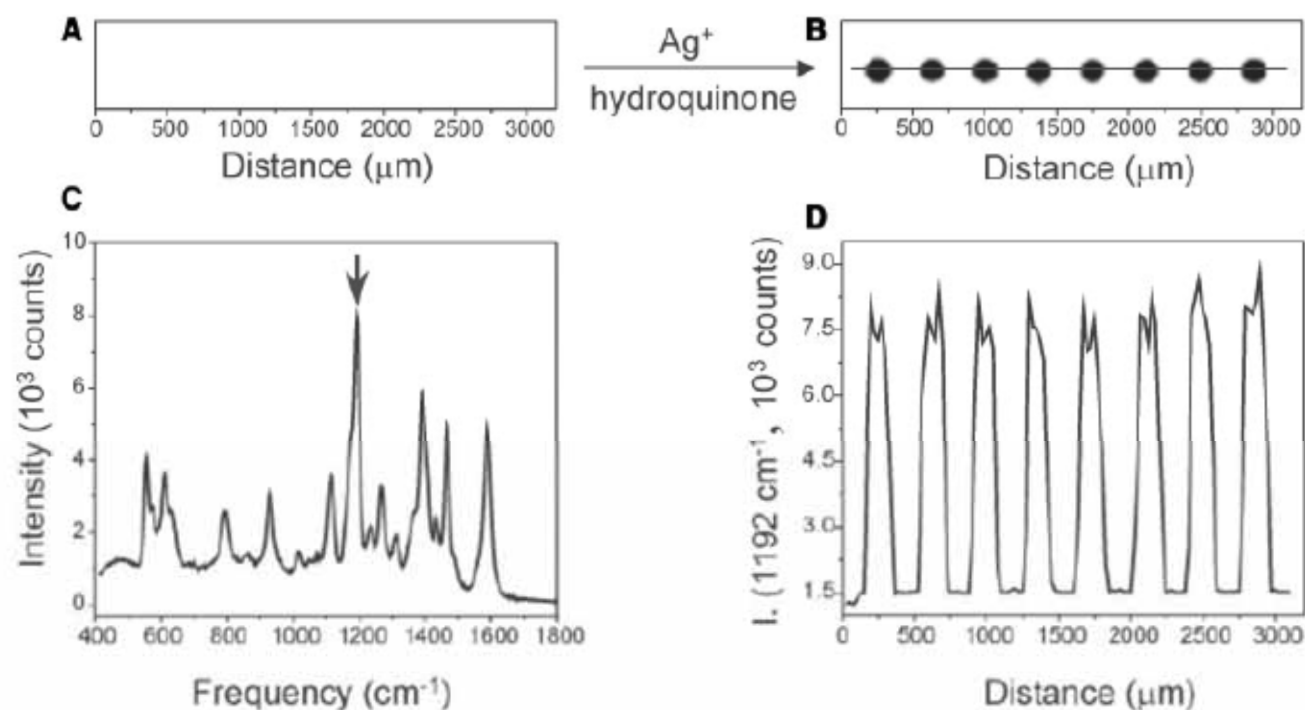 A
0 500 1000 1500 2000 2500 3000
Distance (μm)
Ag+
hydroquinone
B
0 500 1000 1500 2000 2500 3000
Distance (μm)
C
Intensity (10³ counts)
10
8
6
4
2
0
400 600 800 1000 1200 1400 1600 1800
Frequency (cm⁻¹)
D
I. (1192 cm⁻¹, 10³ counts)
9.0
7.5
6.0
4.5
3.0
1.5
0 500 1000 1500 2000 2500 3000
Distance (μm)